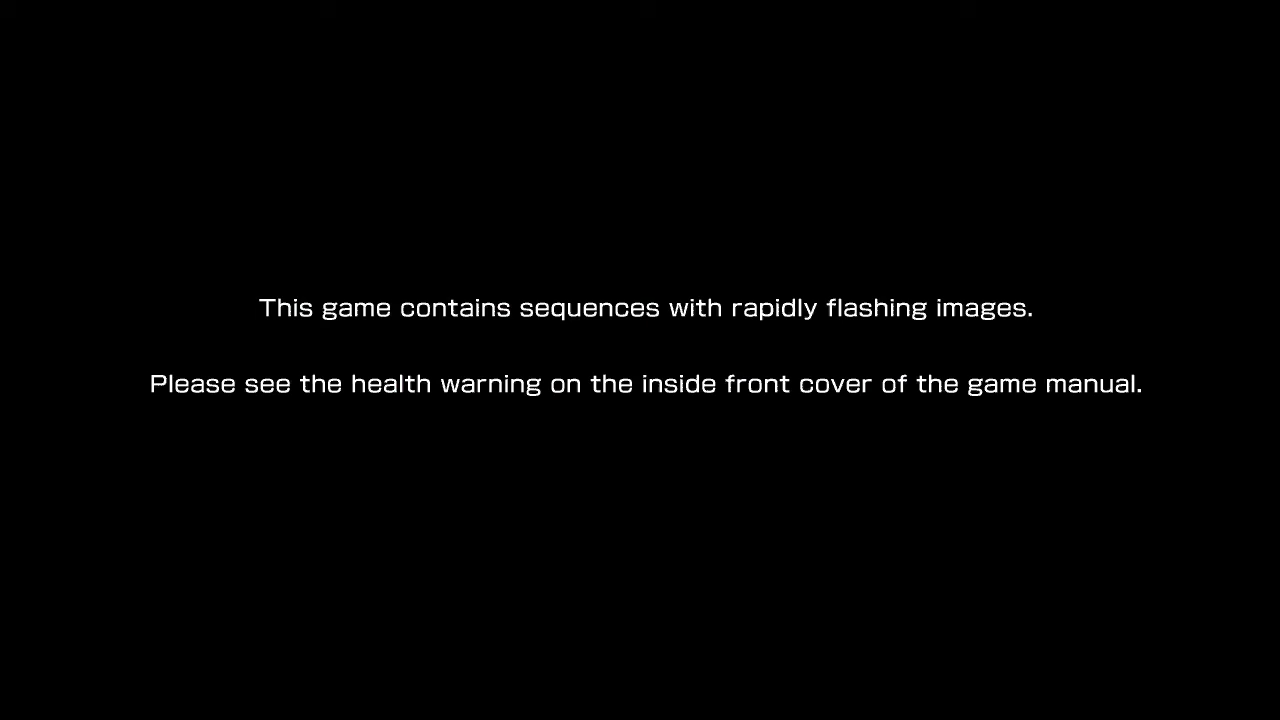 This game contains sequences with rapidly flashing images.
Please see the health warning on the inside front cover of the game manual.